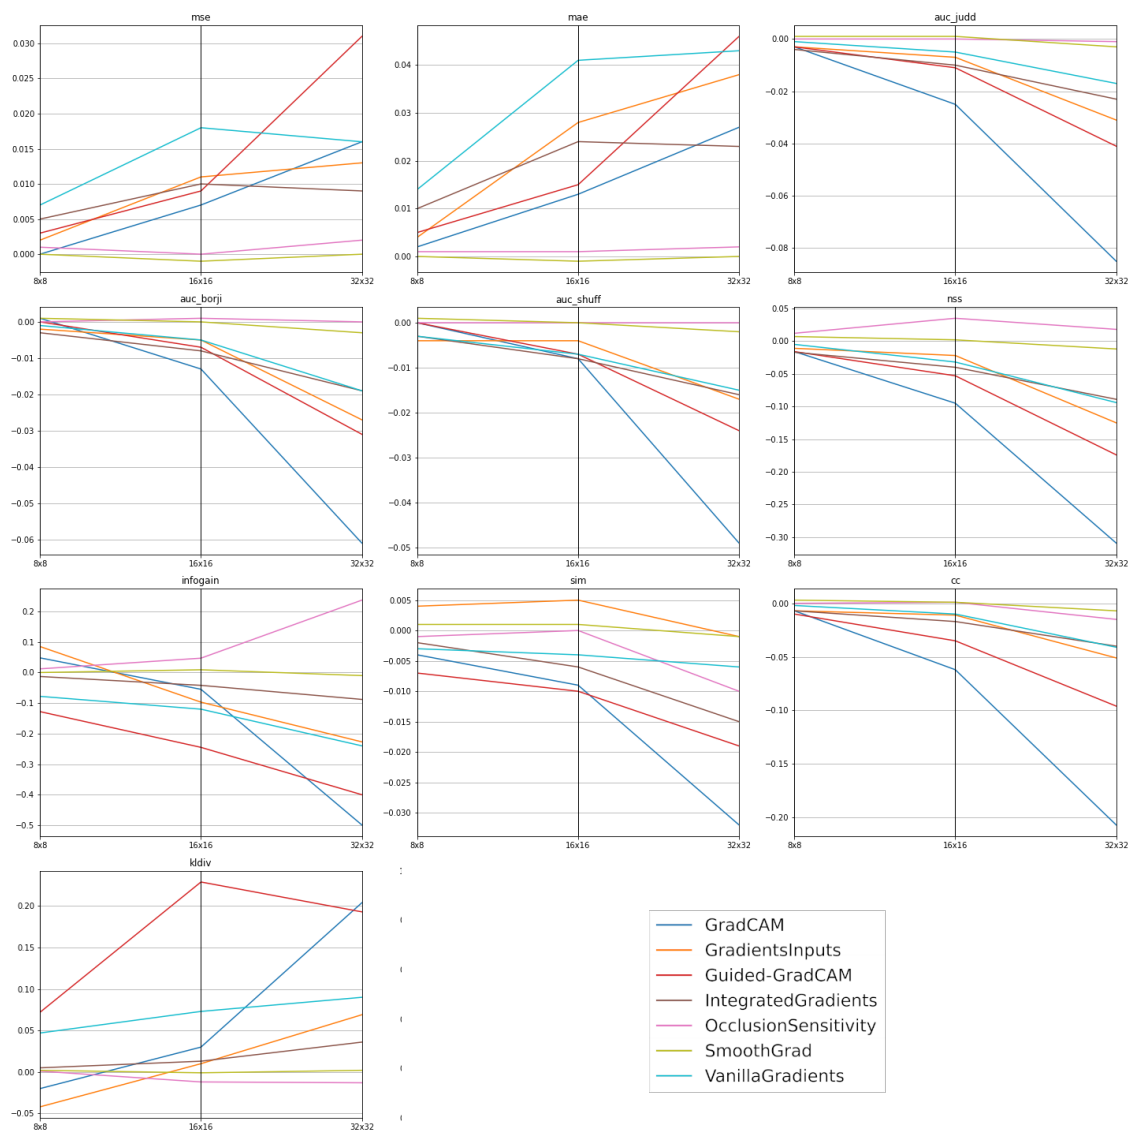 mse
0.030
0.025
0.020
0.015
0.010
0.005
0.000
8x8
16x16
32x32
mae
0.04
0.03
0.02
0.01
0.00
8x8
16x16
32x32
auc_judd
0.00
−0.02
−0.04
−0.06
−0.08
8x8
16x16
32x32
auc_borji
0.00
−0.01
−0.02
−0.03
−0.04
−0.05
−0.06
8x8
16x16
32x32
auc_shuff
0.00
−0.01
−0.02
−0.03
−0.04
−0.05
8x8
16x16
32x32
nss
0.05
0.00
−0.05
−0.10
−0.15
−0.20
−0.25
−0.30
8x8
16x16
32x32
infogain
0.2
0.1
0.0
−0.1
−0.2
−0.3
−0.4
−0.5
8x8
16x16
32x32
sim
0.005
0.000
−0.005
−0.010
−0.015
−0.020
−0.025
−0.030
8x8
16x16
32x32
cc
0.00
−0.05
−0.10
−0.15
−0.20
8x8
16x16
32x32
kldiv
0.20
0.15
0.10
0.05
0.00
−0.05
8x8
16x16
32x32
GradCAM
GradientsInputs
Guided-GradCAM
IntegratedGradients
OcclusionSensitivity
SmoothGrad
VanillaGradients